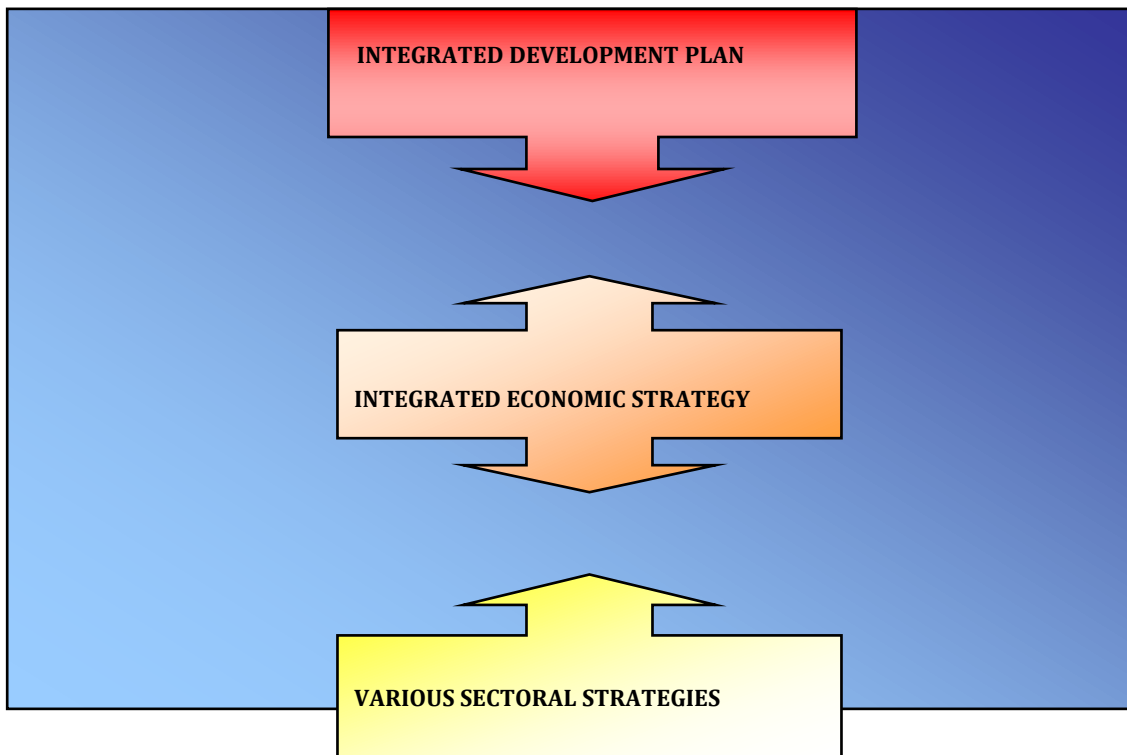 INTEGRATED DEVELOPMENT PLAN
INTEGRATED ECONOMIC STRATEGY
VARIOUS SECTORAL STRATEGIES